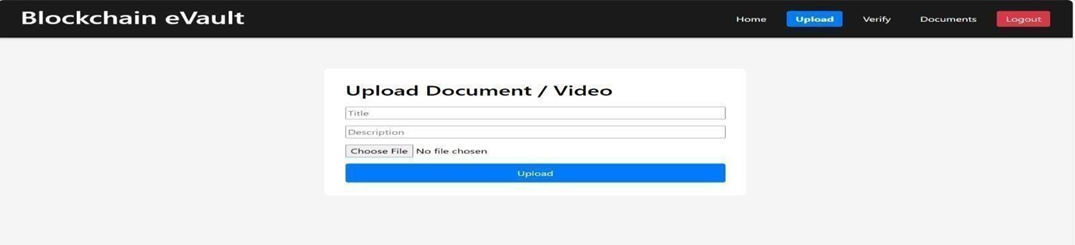 Blockchain eVault Home Upload Verify Documents Logout
Upload Document / Video
Title
Description
Choose File No file chosen
Upload